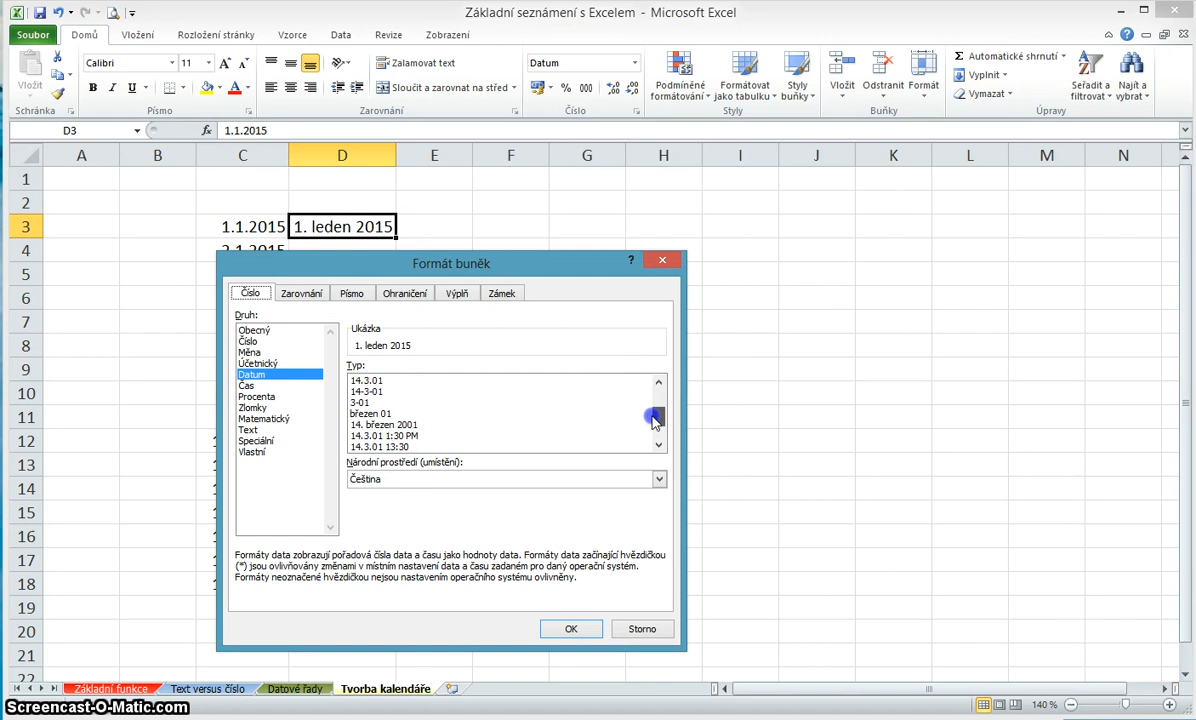 Základní seznámení s Excelem - Microsoft Excel
Soubor Domů Vložení Rozložení stránky Vzorce Data Revize Zobrazení
Vložit
Schránka
Calibri 11
B I U
Písmo
Zalamovat text
Sloučit a zarovnat na střed
Zarovnání
Datum
% 000
Číslo
Podmíněné formátování
Formátovat jako tabulku
Styly buňky
Styly
Vložit Odstranit Formát
Buňky
Σ Automatické shrnutí
Vyplnit
Vymazat
Seřadit a filtrovat
Najít a vybrat
Úpravy
D3 fx 1.1.2015
A B C D E F G H I J K L M N
1
2
3 1.1.2015 1. leden 2015
4 2.1.2015
5
6
7
8
9
10
11
12
13
14
15
16
17
18
19
20
21
22
Formát buněk
?
Číslo Zarovnání Písmo Ohraničení Výplň Zámek
Druh:
Obecný
Číslo
Měna
Účetnický
Datum
Čas
Procenta
Zlomky
Matematický
Text
Speciální
Vlastní
Ukázka
1. leden 2015
Typ:
14.3.01
14-3-01
3-01
březen 01
14. březen 2001
14.3.01 1:30 PM
14.3.01 13:30
Národní prostředí (umístění):
Čeština
Formáty data zobrazují pořadová čísla data a času jako hodnoty data. Formáty data začínající hvězdičkou
(*) jsou ovlivňovány změnami v místním nastavení data a času zadaném pro daný operační systém.
Formáty neoznačené hvězdičkou nejsou nastavením operačního systému ovlivněny.
OK Storno
Základní funkce Text versus číslo Datové řady Tvorba kalendáře
140 %
Screencast-O-Matic.com